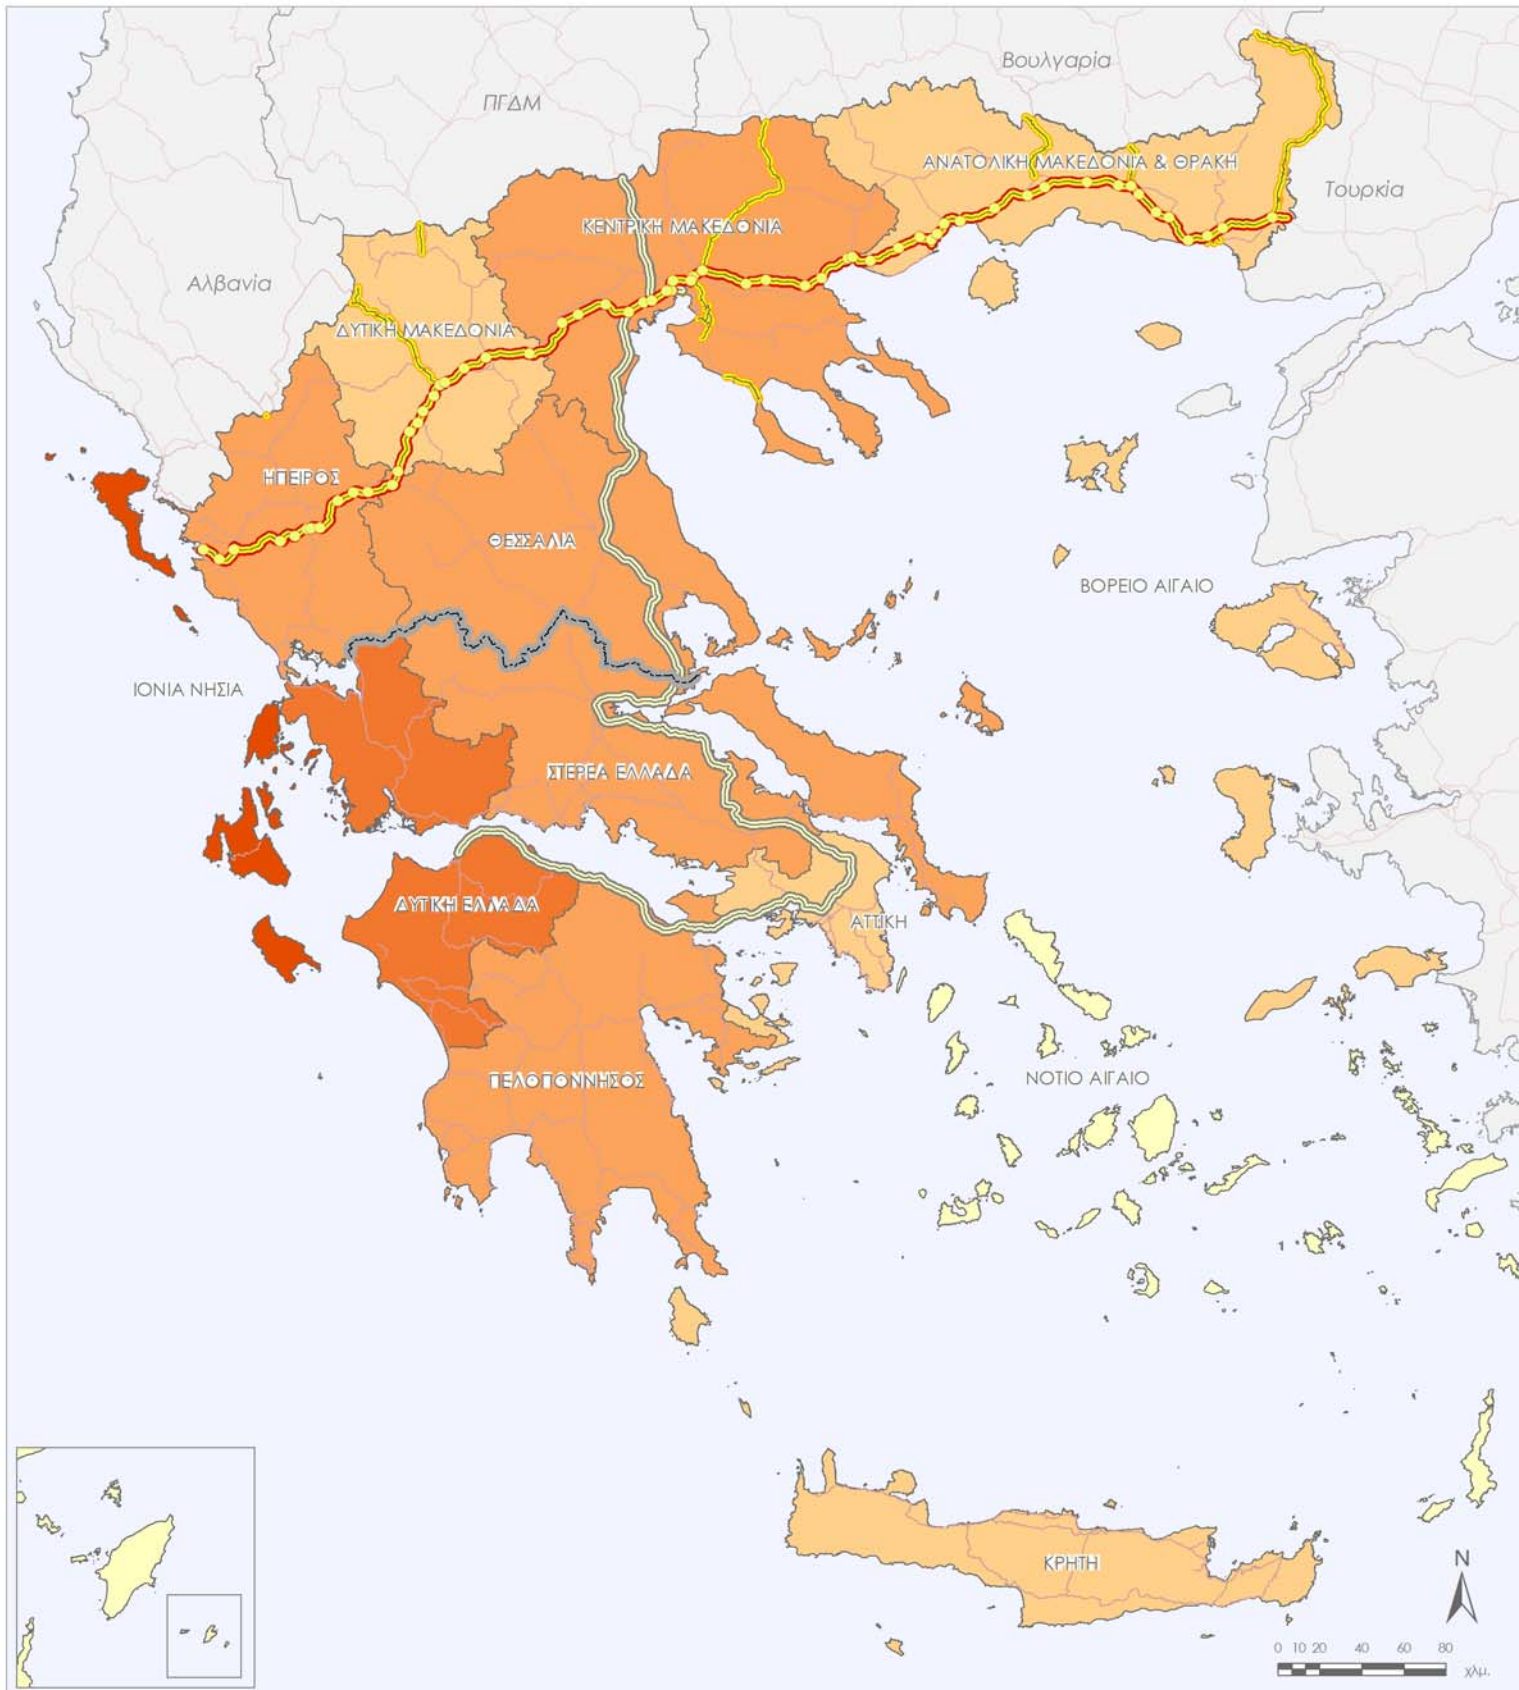 Βουλγαρία
ΠΓΔΜ
ΑΝΑΤΟΛΙΚΗ ΜΑΚΕΔΟΝΙΑ & ΘΡΑΚΗ
Τουρκία
ΚΕΝΤΡΙΚΗ ΜΑΚΕΔΟΝΙΑ
Αλβανία
ΔΥΤΙΚΗ ΜΑΚΕΔΟΝΙΑ
ΗΠΕΙΡΟΣ
ΘΕΣΣΑΛΙΑ
ΒΟΡΕΙΟ ΑΙΓΑΙΟ
ΙΟΝΙΑ ΝΗΣΙΑ
ΣΤΕΡΕΑ ΕΛΛΑΔΑ
ΔΥΤΙΚΗ ΕΛΛΑΔΑ
ΑΤΤΙΚΗ
ΝΟΤΙΟ ΑΙΓΑΙΟ
ΠΕΛΟΠΟΝΝΗΣΟΣ
ΚΡΗΤΗ
N
0 10 20 40 60 80
χλμ.